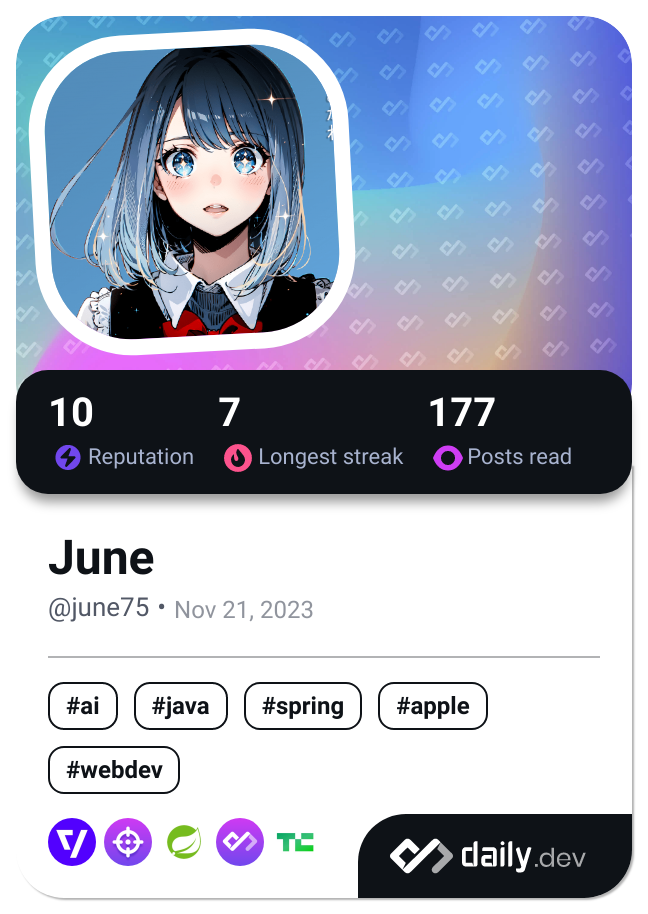 10 7 177
Reputation Longest streak Posts read
June
@june75 • Nov 21, 2023
#ai #java #spring #apple
#webdev
TC
daily.dev